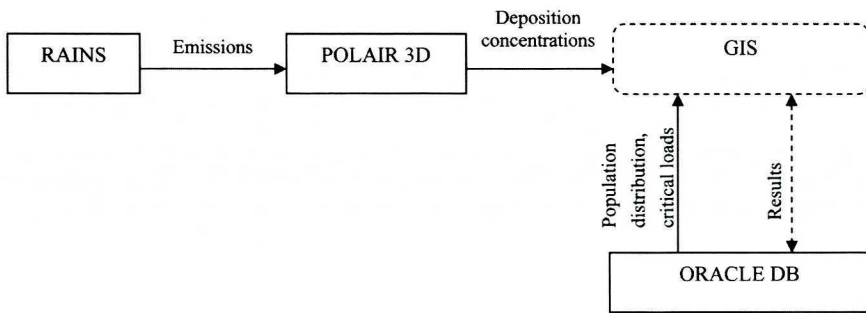 Deposition
concentrations
RAINS
Emissions
POLAIR 3D
GIS
Population
distribution,
critical loads
Results
ORACLE DB